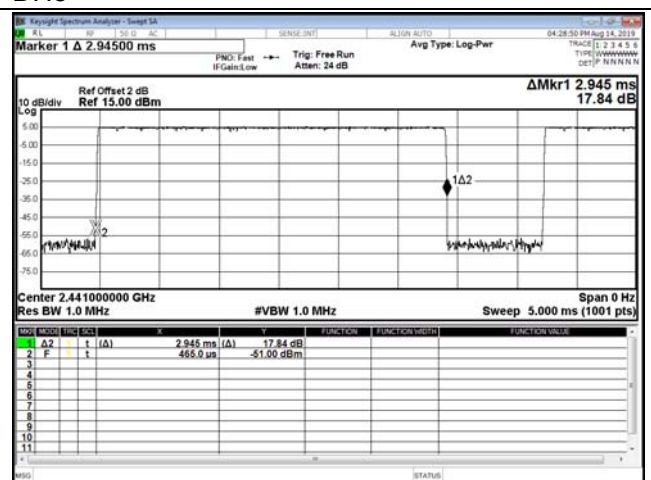 Keysight Spectrum Analyzer - Swept SA
RL RF 50 Ω AC SENSE:INT ALIGN AUTO 04:28:50 PM Aug 14, 2019
Marker 1 Δ 2.94500 ms Avg Type: Log-Pwr TRACE 1 2 3 4 5 6
PNO: Fast Trig: Free Run TYPE WWWWWW
IFGain:Low Atten: 24 dB DET P N N N N N
ΔMkr1 2.945 ms
17.84 dB
Ref Offset 2 dB
10 dB/div Ref 15.00 dBm
Log
5.00
-5.00
-15.0
-25.0
1Δ2
-35.0
-45.0
-55.0
2
-65.0
-75.0
Center 2.441000000 GHz Span 0 Hz
Res BW 1.0 MHz #VBW 1.0 MHz Sweep 5.000 ms (1001 pts)
MKR MODE TRC SCL X Y FUNCTION FUNCTION WIDTH FUNCTION VALUE
1 Δ2 1 t (Δ) 2.945 ms (Δ) 17.84 dB
2 F 1 t 465.0 µs -51.00 dBm
3
4
5
6
7
8
9
10
11
MSG STATUS